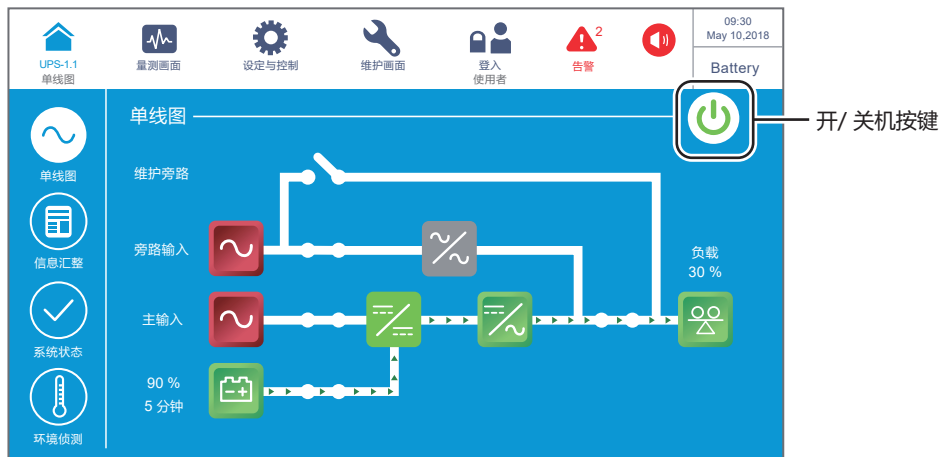 09:30
May 10,2018
Battery
UPS-1.1
单线图
量测画面
设定与控制
维护画面
登入
使用者
2
告警
单线图
开/ 关机按键
单线图
维护旁路
信息汇整
旁路输入
负载
30 %
主输入
系统状态
90 %
5 分钟
环境侦测